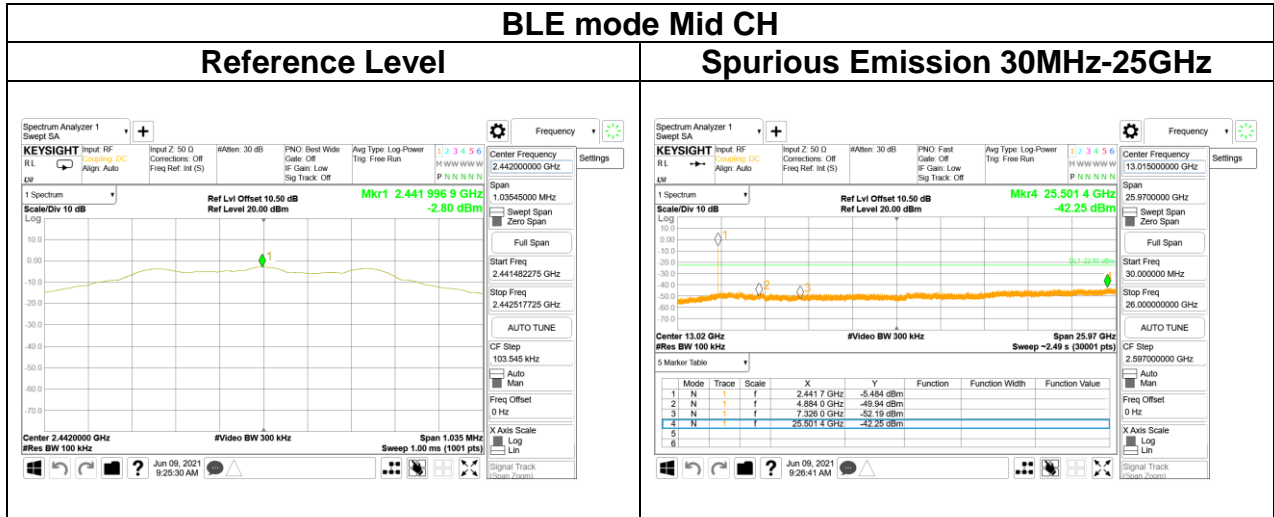 BLE mode Mid CH
Reference Level
Spurious Emission 30MHz-25GHz
Spectrum Analyzer 1
Swept SA
+
Frequency
KEYSIGHT Input: RF
RL
Coupling: DC
Align: Auto
Input Z: 50 Ω
Corrections: Off
Freq Ref: Int (S)
#Atten: 30 dB
PNO: Best Wide
Gate: Off
IF Gain: Low
Sig Track: Off
Avg Type: Log-Power
Trig: Free Run
1 2 3 4 5 6
M W W W W W
P N N N N N
Center Frequency
2.442000000 GHz
Settings
Span
1.03545000 MHz
Swept Span
Zero Span
Full Span
Start Freq
2.441482275 GHz
Stop Freq
2.442517725 GHz
AUTO TUNE
CF Step
103.545 kHz
Auto
Man
Freq Offset
0 Hz
X Axis Scale
Log
Lin
Signal Track
(Span Zoom)
1 Spectrum
Scale/Div 10 dB
Log
Ref Lvl Offset 10.50 dB
Ref Level 20.00 dBm
Mkr1 2.441 996 9 GHz
-2.80 dBm
10.0
0.00
-10.0
-20.0
-30.0
-40.0
-50.0
-60.0
-70.0
1
Center 2.4420000 GHz
#Res BW 100 kHz
#Video BW 300 kHz
Span 1.035 MHz
Sweep 1.00 ms (1001 pts)
?
Jun 09, 2021
9:25:30 AM
Spectrum Analyzer 1
Swept SA
+
Frequency
KEYSIGHT Input: RF
RL
Coupling: DC
Align: Auto
Input Z: 50 Ω
Corrections: Off
Freq Ref: Int (S)
#Atten: 30 dB
PNO: Fast
Gate: Off
IF Gain: Low
Sig Track: Off
Avg Type: Log-Power
Trig: Free Run
1 2 3 4 5 6
M W W W W W
P N N N N N
Center Frequency
13.015000000 GHz
Settings
Span
25.9700000 GHz
Swept Span
Zero Span
Full Span
Start Freq
30.000000 MHz
Stop Freq
26.000000000 GHz
AUTO TUNE
CF Step
2.597000000 GHz
Auto
Man
Freq Offset
0 Hz
X Axis Scale
Log
Lin
Signal Track
(Span Zoom)
1 Spectrum
Scale/Div 10 dB
Log
Ref Lvl Offset 10.50 dB
Ref Level 20.00 dBm
Mkr4 25.501 4 GHz
-42.25 dBm
10.0
0.00
-10.0
-20.0
-30.0
-40.0
-50.0
-60.0
-70.0
1
2
3
DL1 -22.80 dBm
Center 13.02 GHz
#Res BW 100 kHz
#Video BW 300 kHz
Span 25.97 GHz
Sweep ~2.49 s (30001 pts)
5 Marker Table
Mode Trace Scale X Y Function Function Width Function Value
1 N 1 f 2.441 7 GHz -5.484 dBm
2 N 1 f 4.884 0 GHz -49.94 dBm
3 N 1 f 7.326 0 GHz -52.19 dBm
4 N 1 f 25.501 4 GHz -42.25 dBm
5
6
?
Jun 09, 2021
9:26:41 AM